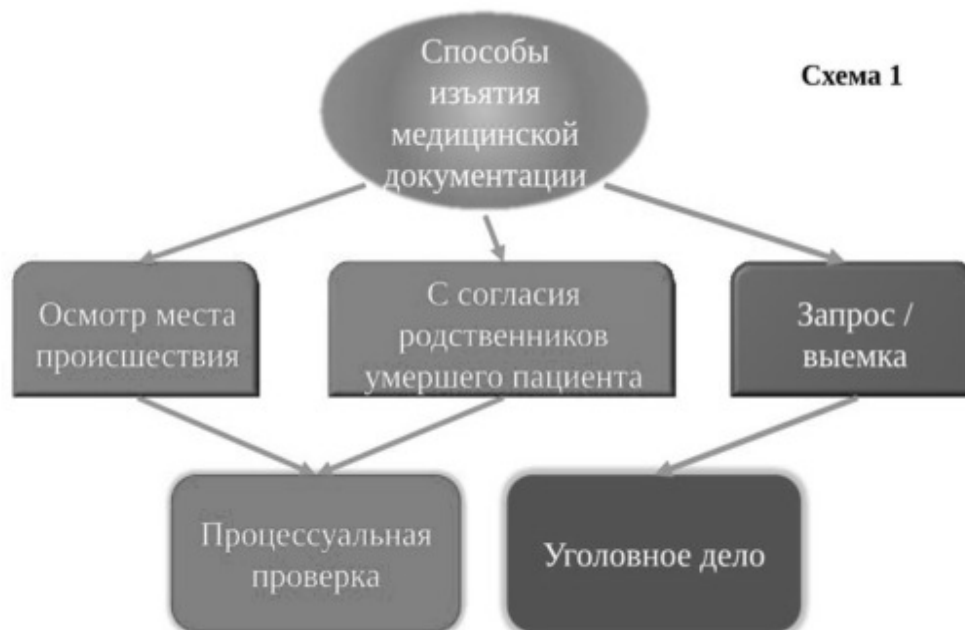 Способы
изъятия
медицинской
документации
Схема 1
Осмотр места
происшествия
С согласия
родственников
умершего пациента
Запрос /
выемка
Процессуальная
проверка
Уголовное дело